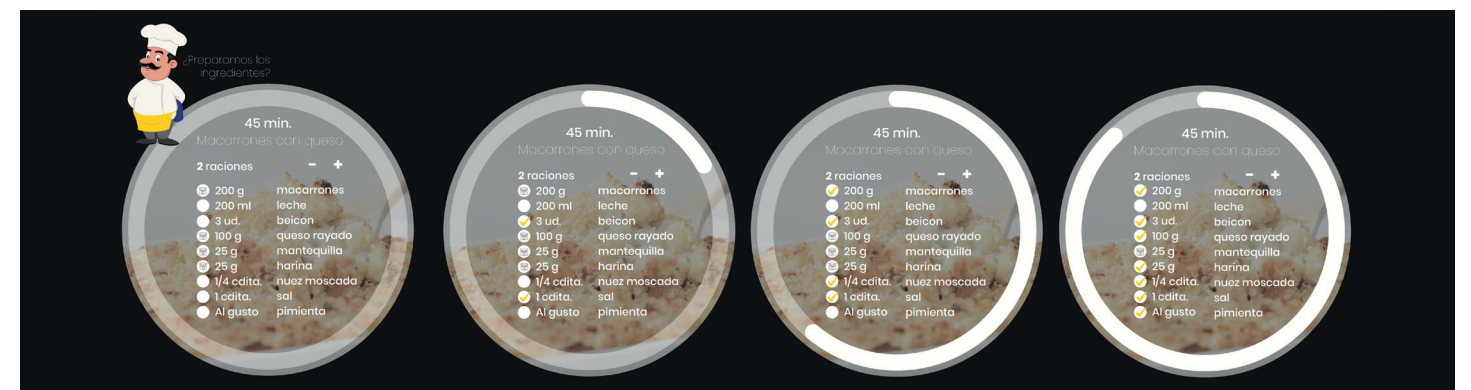 ¿Preparamos los
ingredientes?
45 min.
Macarrones con queso
2 raciones - +
200 g macarrones
200 ml leche
3 ud. beicon
100 g queso rayado
25 g mantequilla
25 g harina
1/4 cdita. nuez moscada
1 cdita. sal
Al gusto pimienta
45 min.
Macarrones con queso
2 raciones - +
200 g macarrones
200 ml leche
3 ud. beicon
100 g queso rayado
25 g mantequilla
25 g harina
1/4 cdita. nuez moscada
1 cdita. sal
Al gusto pimienta
45 min.
Macarrones con queso
2 raciones - +
200 g macarrones
200 ml leche
3 ud. beicon
100 g queso rayado
25 g mantequilla
25 g harina
1/4 cdita. nuez moscada
1 cdita. sal
Al gusto pimienta
45 min.
Macarrones con queso
2 raciones - +
200 g macarrones
200 ml leche
3 ud. beicon
100 g queso rayado
25 g mantequilla
25 g harina
1/4 cdita. nuez moscada
1 cdita. sal
Al gusto pimienta